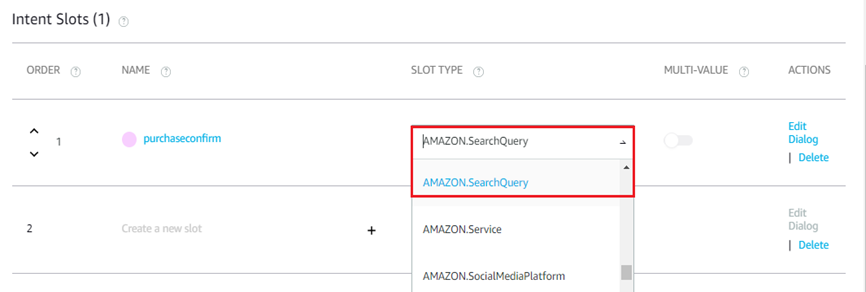 Intent Slots (1) ?
ORDER ? NAME ? SLOT TYPE ? MULTI-VALUE ? ACTIONS
1 purchaseconfirm AMAZON.SearchQuery Edit
Dialog
| Delete
AMAZON.SearchQuery
2 Create a new slot + AMAZON.Service Edit
Dialog
| Delete
AMAZON.SocialMediaPlatform